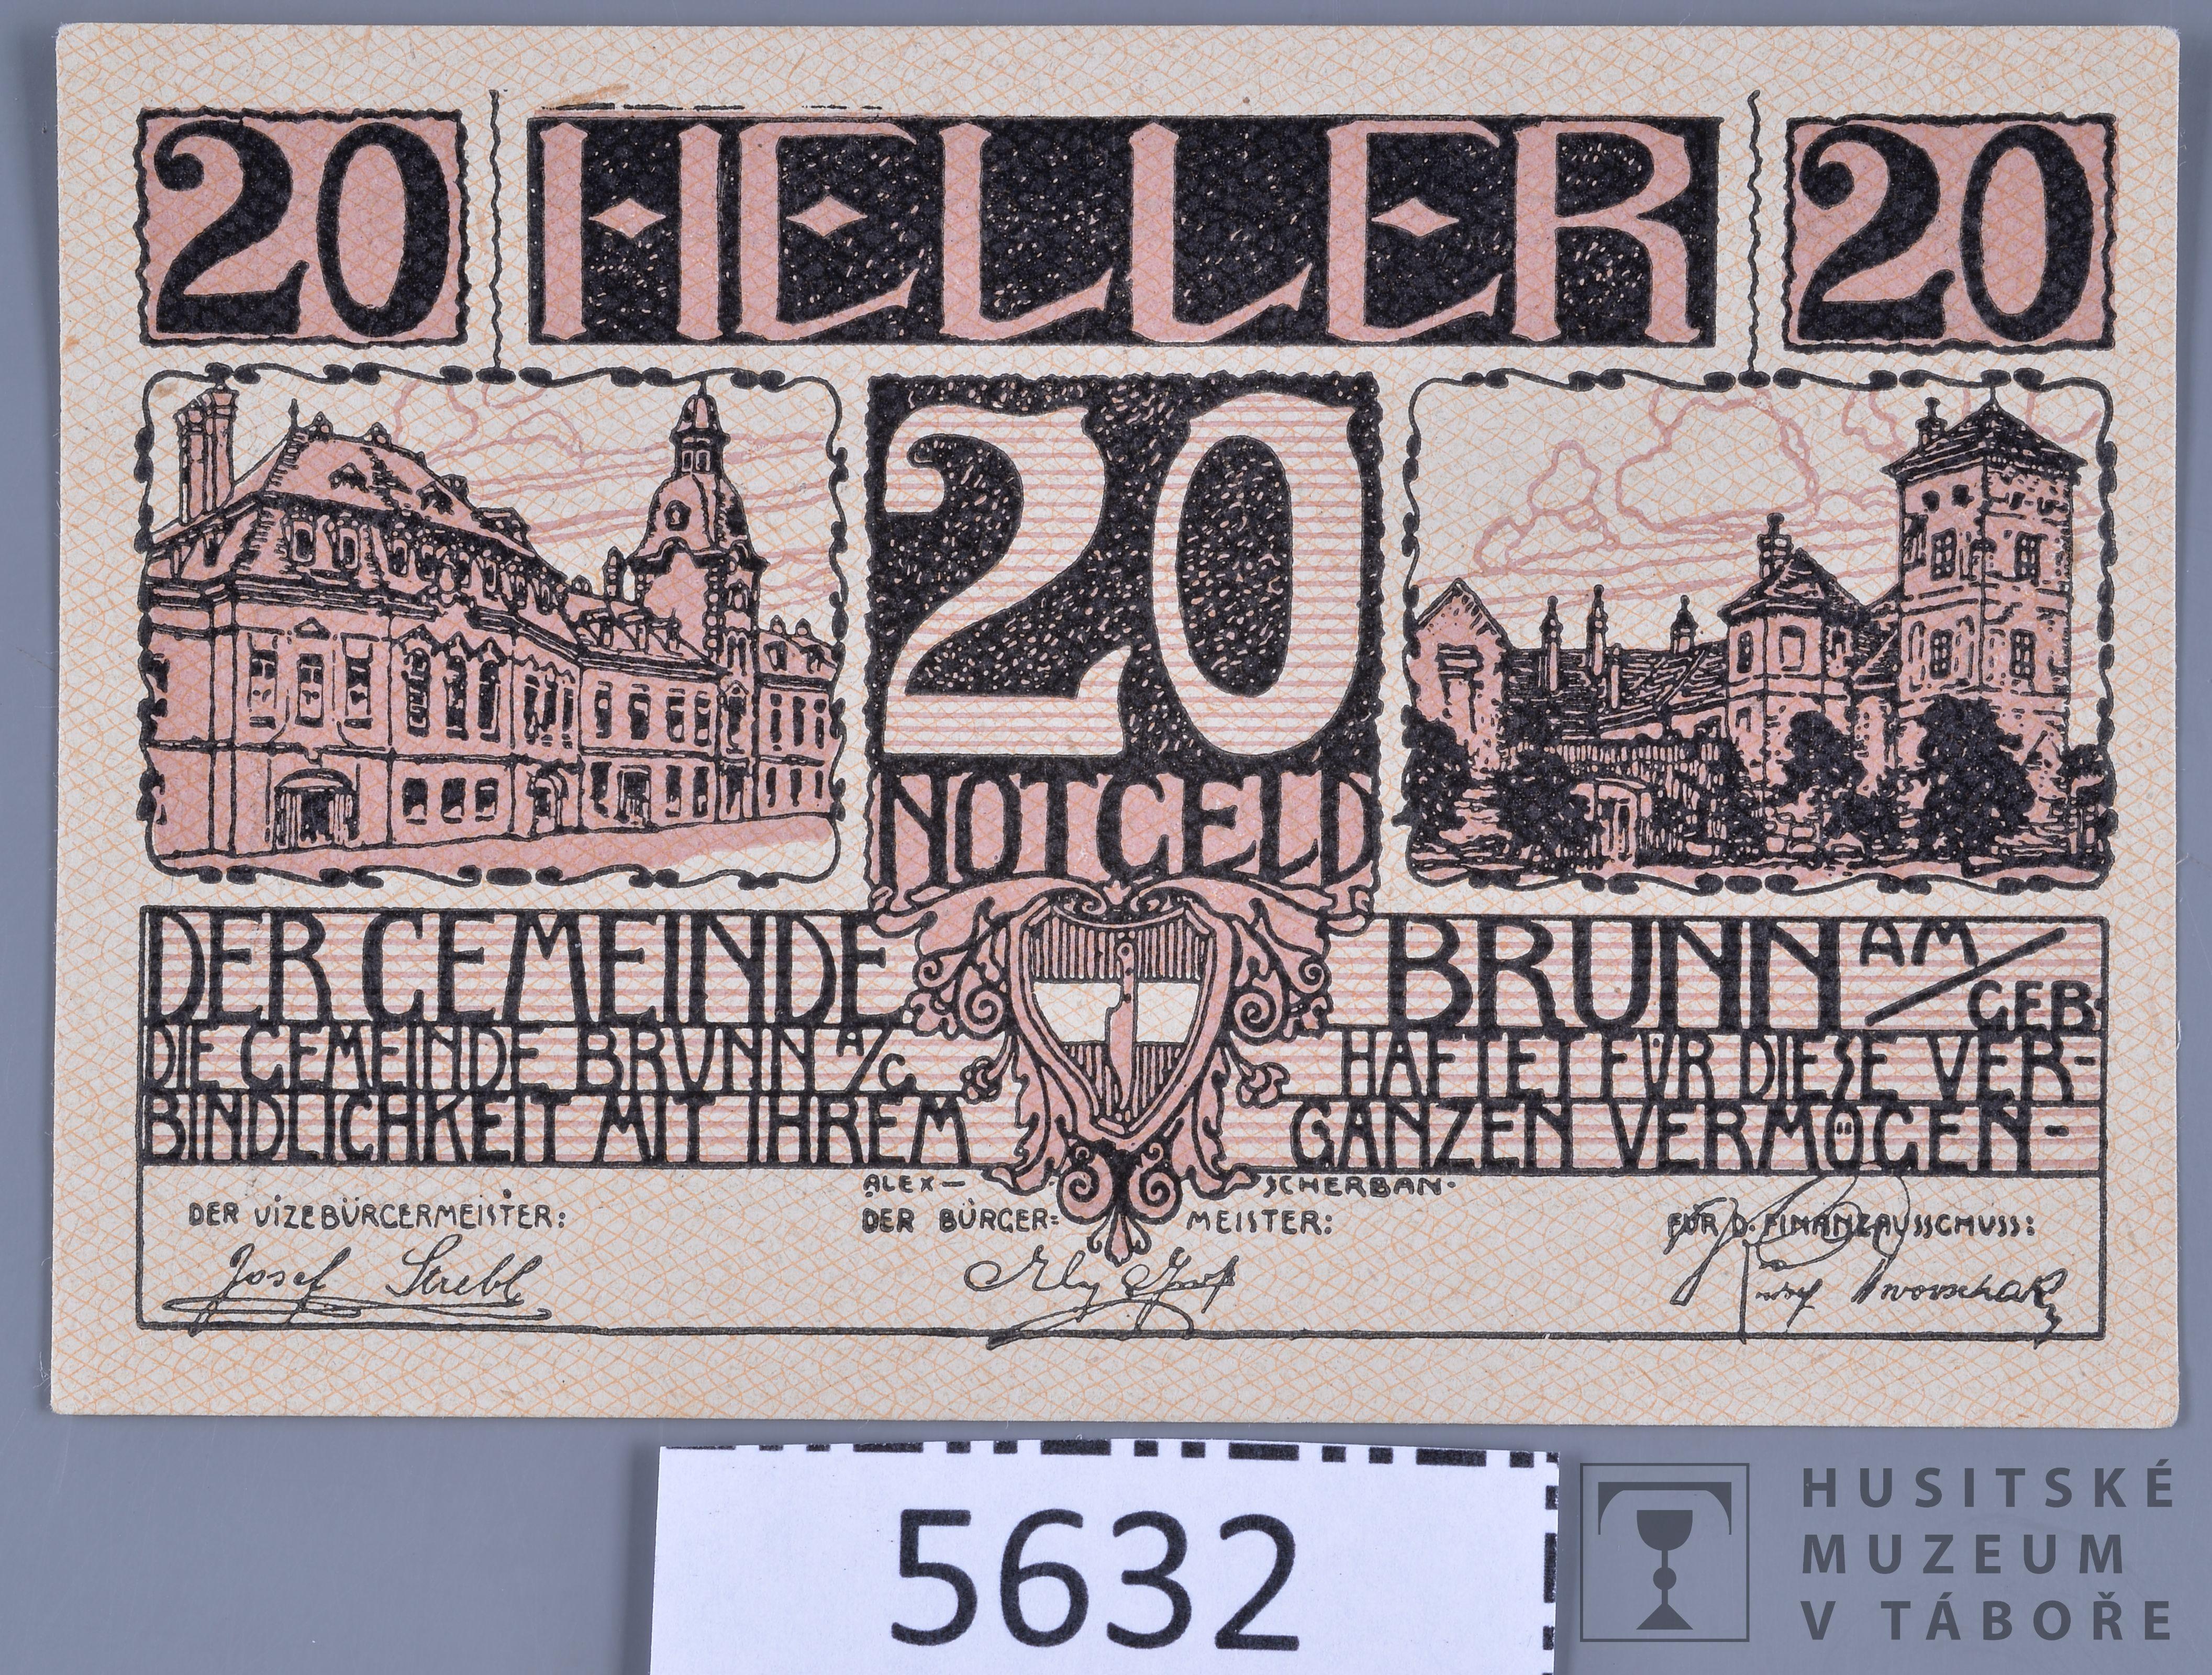 20 HELLER 20
20
NOTGELD
DER GEMEINDE BRUNN AM/GEB.
DIE GEMEINDE BRUNN A/G HAFTET FÜR DIESE VER-
BINDLICHKEIT MIT IHREM GANZEN VERMÖGEN-
ALEX- SCHERBAN.
DER VIZEBÜRGERMEISTER: DER BÜRGER= MEISTER: FÜR D. FINANZAUSSCHUSS:
Josef Strebl
5632
HUSITSKÉ
MUZEUM
V TÁBOŘE